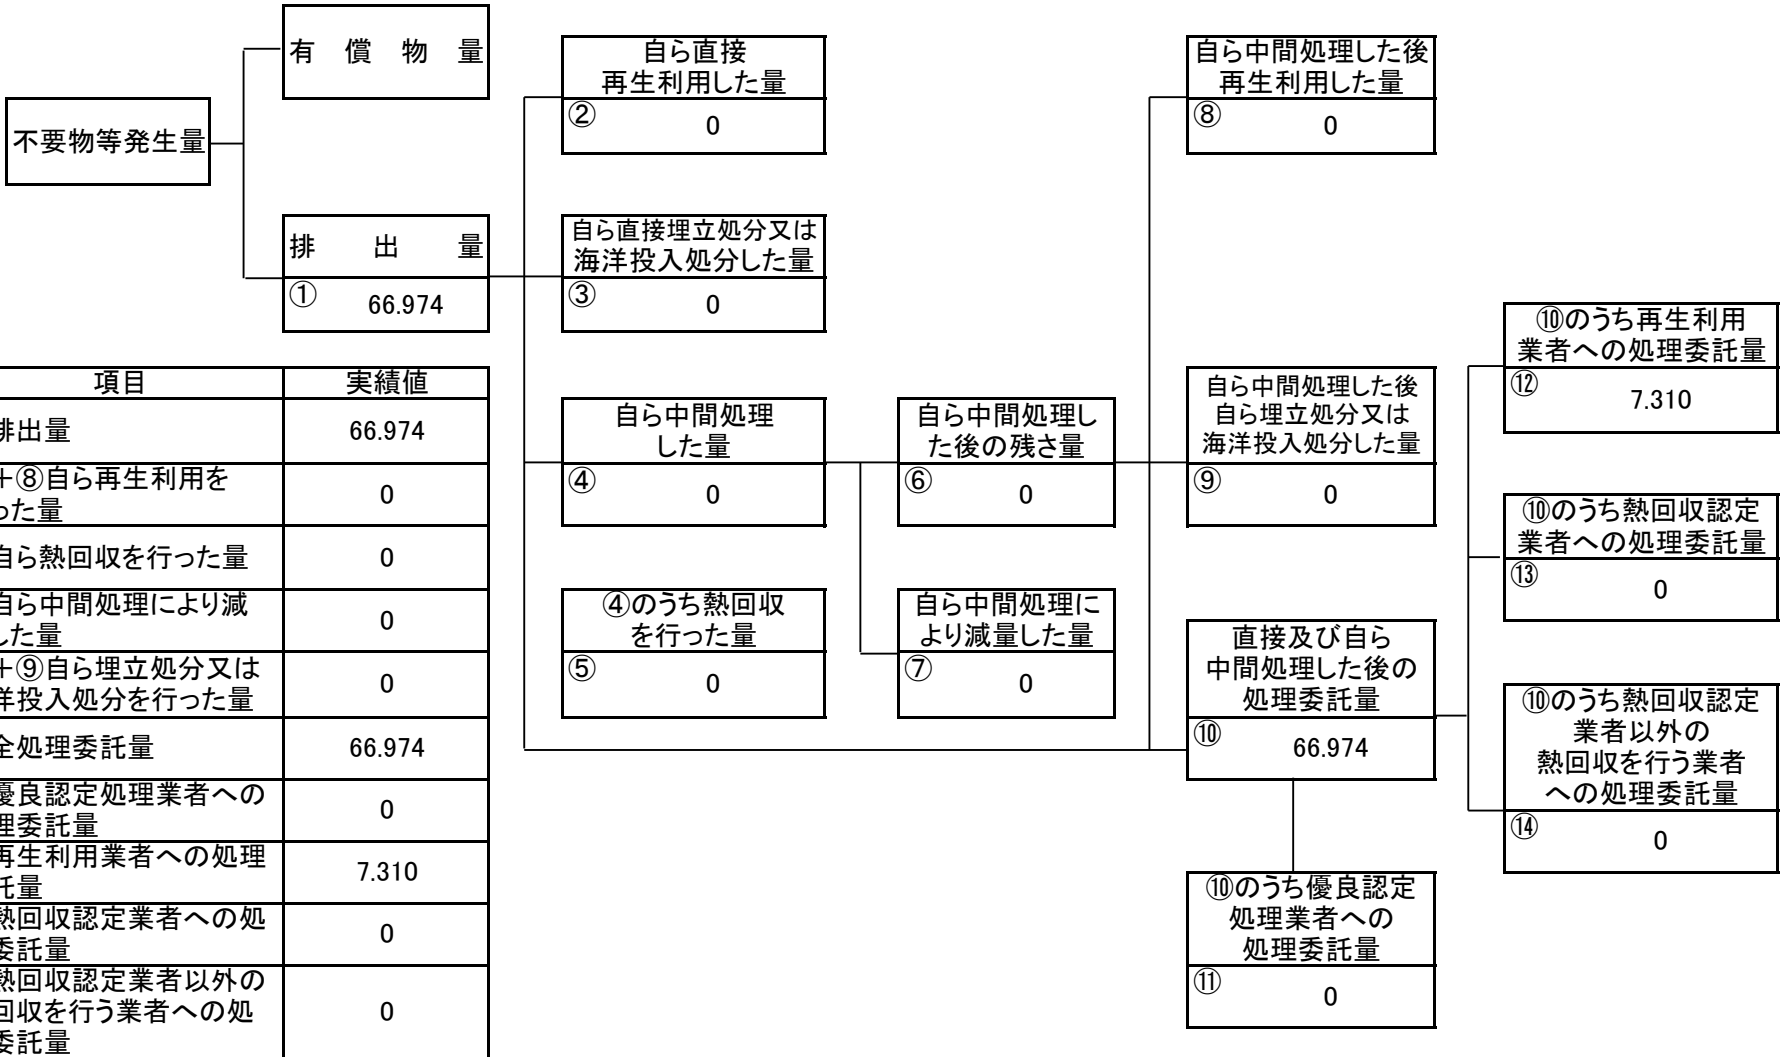 不要物等発生量
有償物量
排出量
① 66.974
自ら直接
再生利用した量
② 0
自ら直接埋立処分又は
海洋投入処分した量
③ 0
自ら中間処理
した量
④ 0
④のうち熱回収
を行った量
⑤ 0
自ら中間処理し
た後の残さ量
⑥ 0
自ら中間処理に
より減量した量
⑦ 0
自ら中間処理した後
再生利用した量
⑧ 0
自ら中間処理した後
自ら埋立処分又は
海洋投入処分した量
⑨ 0
直接及び自ら
中間処理した後の
処理委託量
⑩ 66.974
⑩のうち優良認定
処理業者への
処理委託量
⑪ 0
⑩のうち再生利用
業者への処理委託量
⑫ 7.310
⑩のうち熱回収認定
業者への処理委託量
⑬ 0
⑩のうち熱回収認定
業者以外の
熱回収を行う業者
への処理委託量
⑭ 0
項目 実績値
排出量 66.974
+⑧自ら再生利用を
った量 0
自ら熱回収を行った量 0
自ら中間処理により減
した量 0
+⑨自ら埋立処分又は
洋投入処分を行った量 0
全処理委託量 66.974
優良認定処理業者への
理委託量 0
再生利用業者への処理
託量 7.310
熱回収認定業者への処
委託量 0
熱回収認定業者以外の
回収を行う業者への処
委託量 0